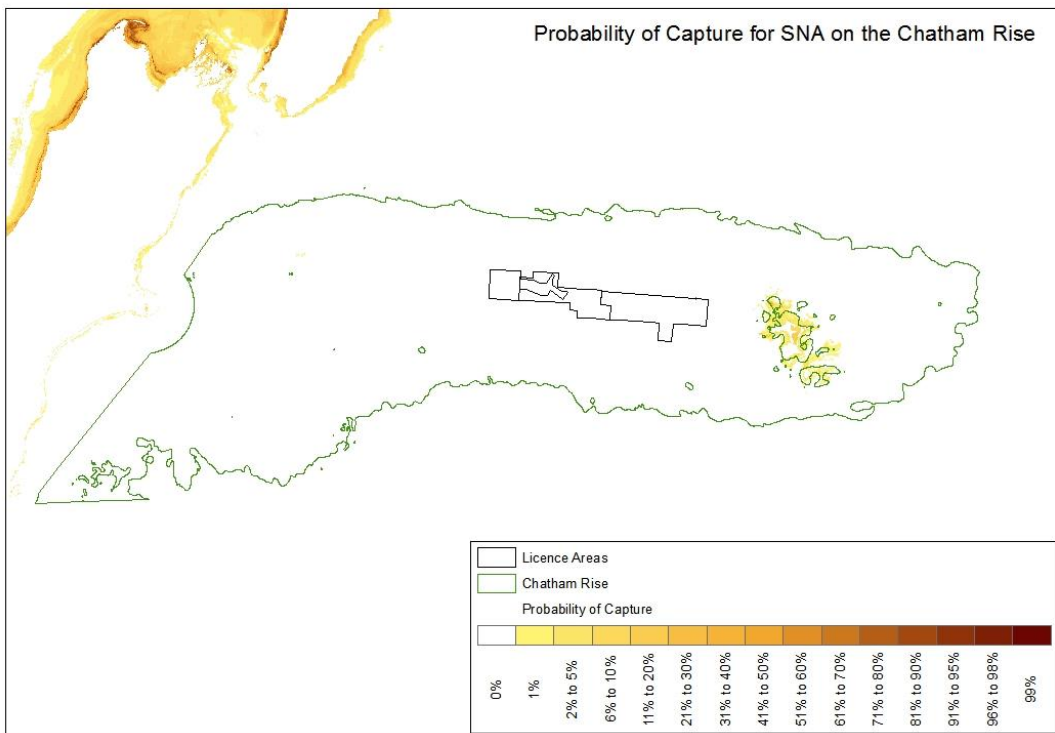 Probability of Capture for SNA on the Chatham Rise
Licence Areas
Chatham Rise
Probability of Capture
0%
1%
2% to 5%
6% to 10%
11% to 20%
21% to 30%
31% to 40%
41% to 50%
51% to 60%
61% to 70%
71% to 80%
81% to 90%
91% to 95%
96% to 98%
99%